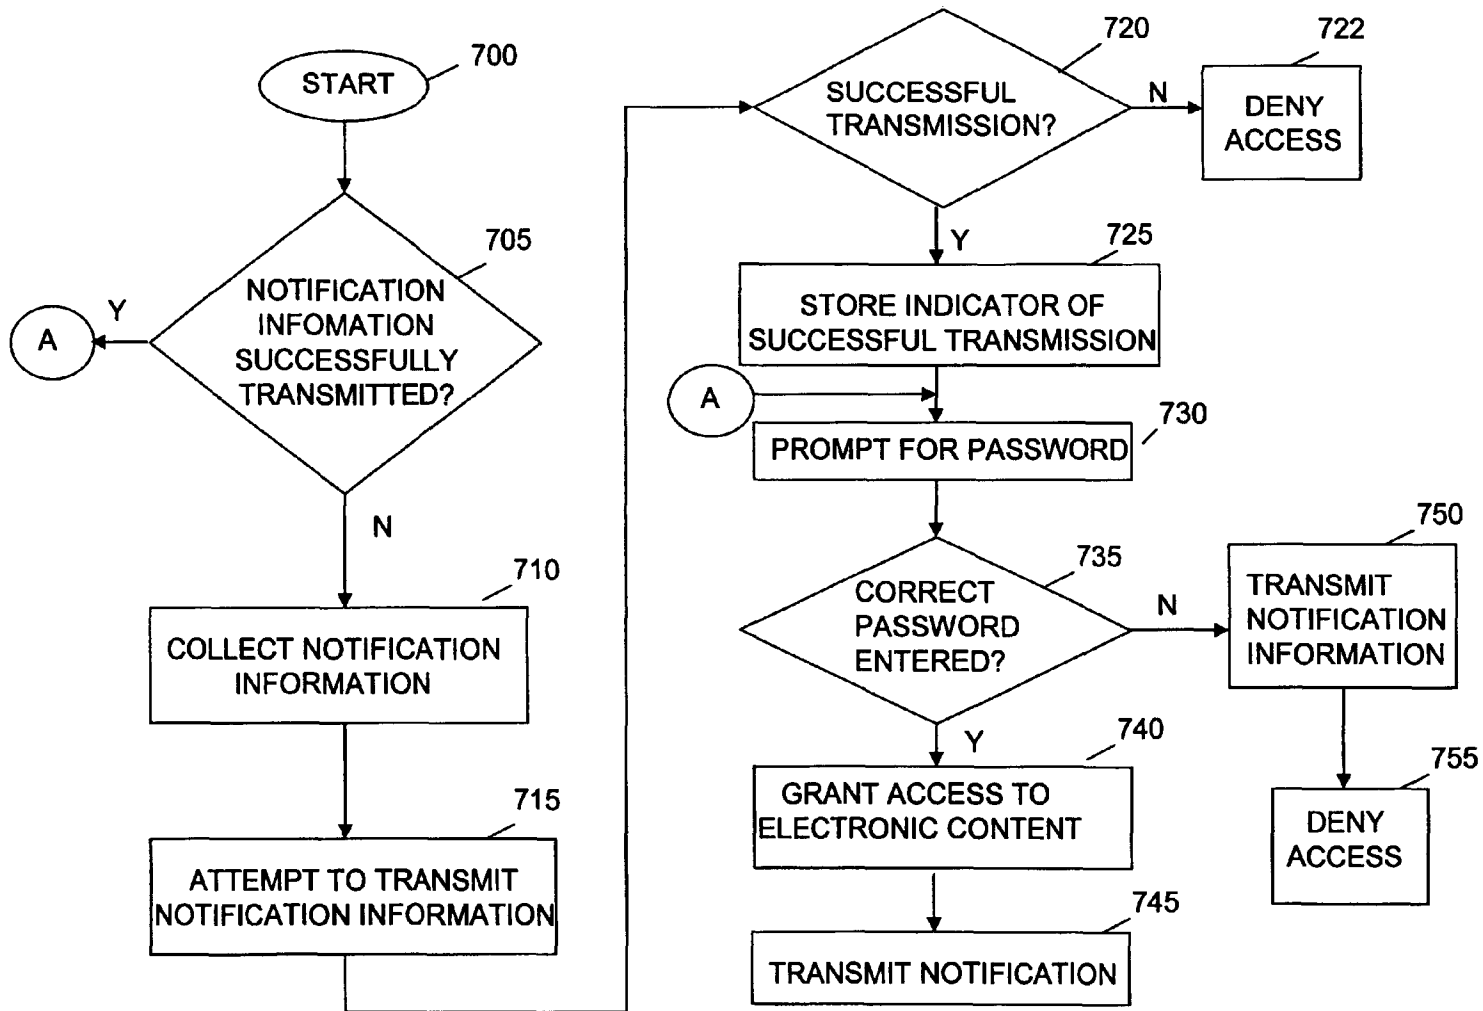 700
START
705
NOTIFICATION
INFOMATION
SUCCESSFULLY
TRANSMITTED?
Y
A
N
710
COLLECT NOTIFICATION
INFORMATION
715
ATTEMPT TO TRANSMIT
NOTIFICATION INFORMATION
720
SUCCESSFUL
TRANSMISSION?
N
722
DENY
ACCESS
Y
725
STORE INDICATOR OF
SUCCESSFUL TRANSMISSION
A
730
PROMPT FOR PASSWORD
735
CORRECT
PASSWORD
ENTERED?
N
750
TRANSMIT
NOTIFICATION
INFORMATION
Y
740
GRANT ACCESS TO
ELECTRONIC CONTENT
755
DENY
ACCESS
745
TRANSMIT NOTIFICATION